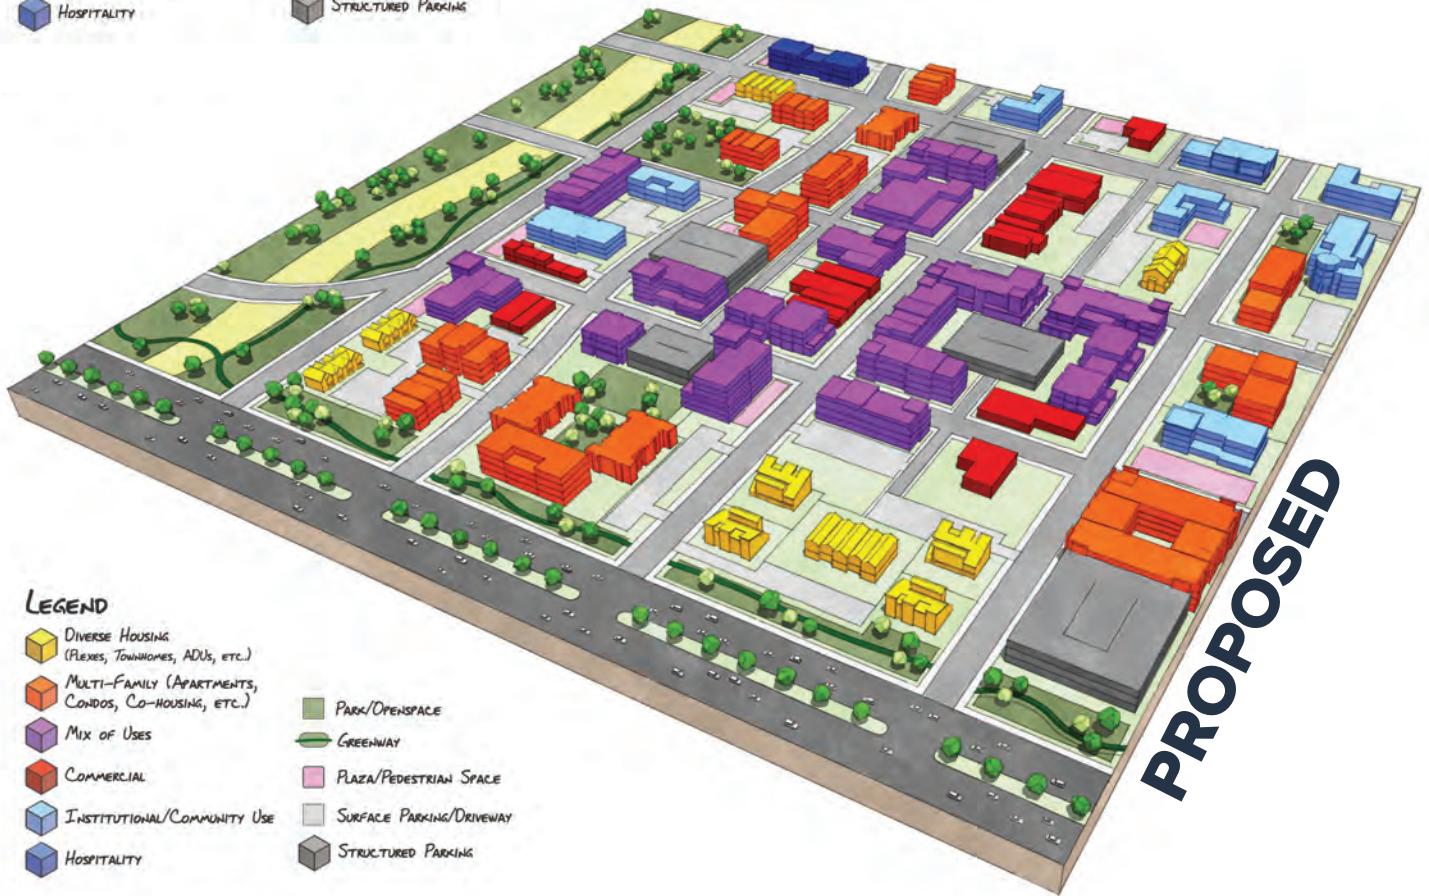 HOSPITALITY
STRUCTURED PARKING
PROPOSED
LEGEND
DIVERSE HOUSING
(PLEXES, TOWNHOMES, ADUS, ETC.)
MULTI-FAMILY (APARTMENTS,
CONDOS, CO-HOUSING, ETC.)
MIX OF USES
COMMERCIAL
INSTITUTIONAL/COMMUNITY USE
HOSPITALITY
PARK/OPENSPACE
GREENWAY
PLAZA/PEDESTRIAN SPACE
SURFACE PARKING/DRIVEWAY
STRUCTURED PARKING